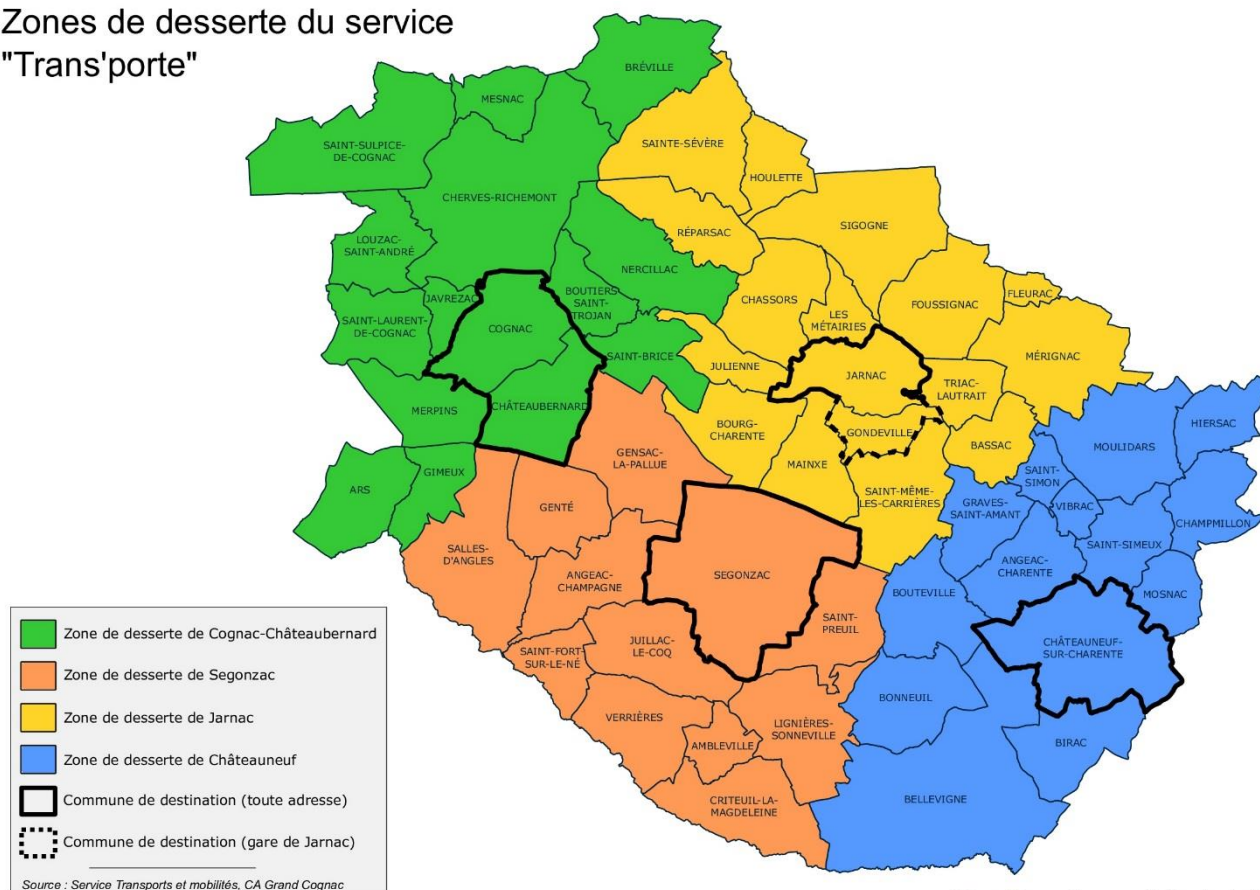 Zones de desserte du service
"Trans'porte"
BRÉVILLE
MESNAC
SAINT-SULPICE-
DE-COGNAC
SAINTE-SÉVÈRE
HOULETTE
CHERVES-RICHEMONT
LOUZAC-
SAINT-ANDRÉ
RÉPARSAC
SIGOGNE
NERCILLAC
JAVREZAC
BOUTIERS
SAINT-
TROJAN
CHASSORS
FOUSSIGNAC
FLEURAC
SAINT-LAURENT-
DE-COGNAC
COGNAC
LES
MÉTAIRIES
SAINT-BRICE
JULIENNE
JARNAC
MÉRIGNAC
TRIAC-
LAUTRAIT
MERPINS
CHÂTEAUBERNARD
BOURG-
CHARENTE
GONDEVILLE
BASSAC
MOULIDARS
HIERSAC
GENSAC-
LA-PALLUE
MAINXE
ARS
GIMEUX
SAINT-MÊME-
LES-CARRIÈRES
SAINT-
SIMON
GRAVES-
SAINT-AMANT
VIBRAC
CHAMPMILLON
GENTÉ
SAINT-SIMEUX
SALLES-
D'ANGLES
ANGEAC-
CHAMPAGNE
SEGONZAC
ANGEAC-
CHARENTE
BOUTEVILLE
MOSNAC
SAINT-
PREUIL
JUILLAC-
LE-COQ
CHÂTEAUNEUF-
SUR-CHARENTE
SAINT-FORT-
SUR-LE-NÉ
BONNEUIL
VERRIÈRES
LIGNIÈRES-
SONNEVILLE
AMBLEVILLE
BIRAC
CRITEUIL-LA-
MAGDELEINE
BELLEVIGNE
Zone de desserte de Cognac-Châteaubernard
Zone de desserte de Segonzac
Zone de desserte de Jarnac
Zone de desserte de Châteauneuf
Commune de destination (toute adresse)
Commune de destination (gare de Jarnac)
Source : Service Transports et mobilités, CA Grand Cognac